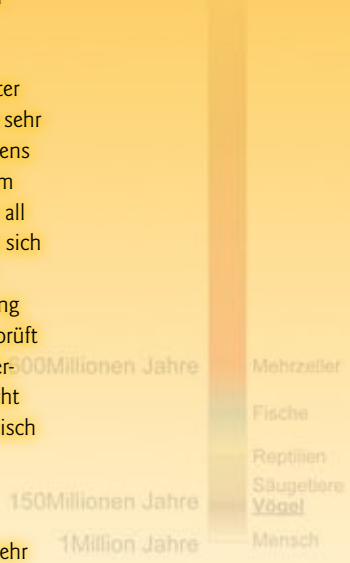 ter
sehr
ens
m
all
sich
ng
prüft
er-
cht
isch
ehr
600Millionen Jahre
Mehrzeller
Fische
Reptilien
Säugetiere
150Millionen Jahre
Vögel
1Million Jahre
Mensch